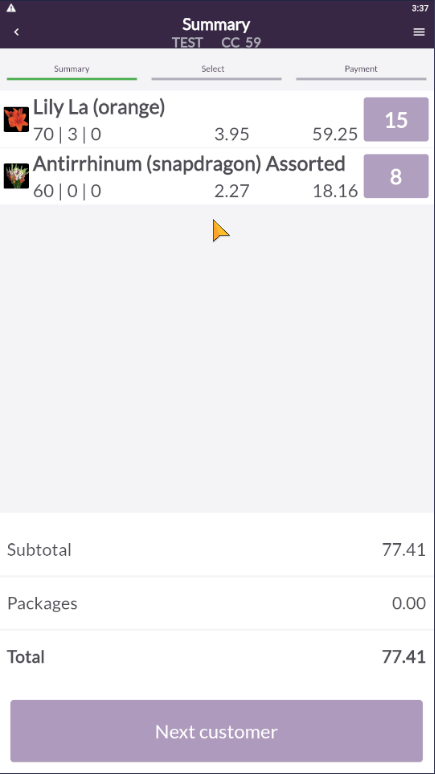 3:37
Summary
TEST CC 59
Summary Select Payment
Lily La (orange)
70 | 3 | 0 3.95 59.25 15
Antirrhinum (snapdragon) Assorted
60 | 0 | 0 2.27 18.16 8
Subtotal 77.41
Packages 0.00
Total 77.41
Next customer